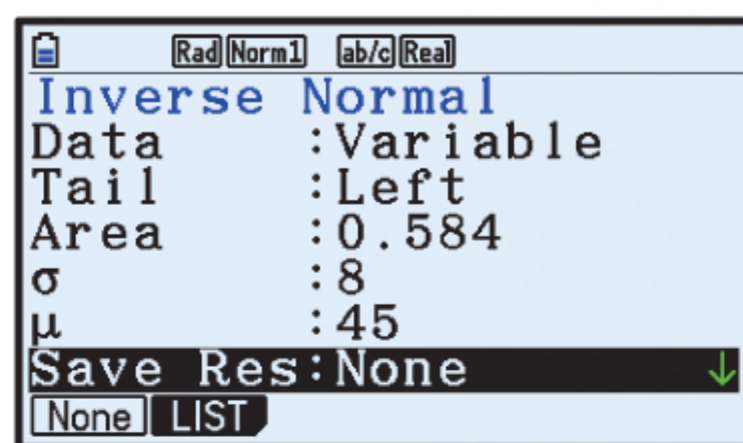 Rad Norm1 ab/c Real
Inverse Normal
Data :Variable
Tail :Left
Area :0.584
σ :8
μ :45
Save Res:None ↓
None LIST